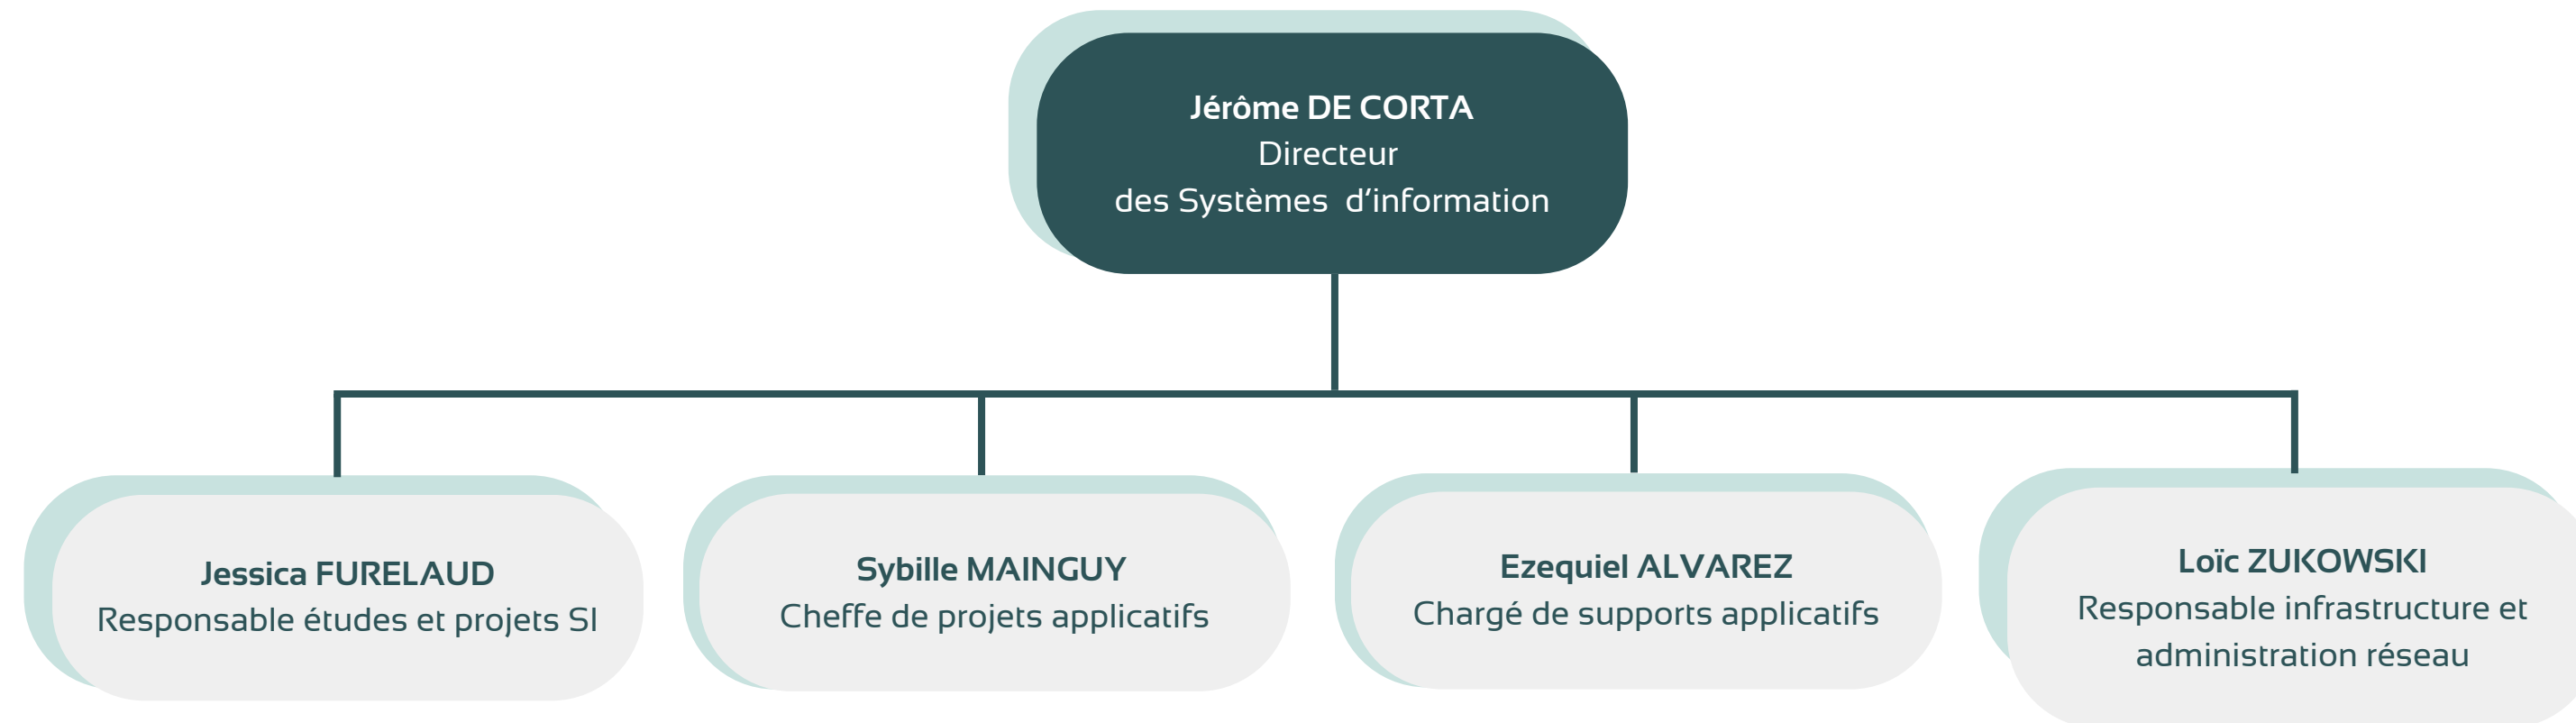 Jérôme DE CORTA
Directeur
des Systèmes d'information
Jessica FURELAUD
Responsable études et projets SI
Sybille MAINGUY
Cheffe de projets applicatifs
Ezequiel ALVAREZ
Chargé de supports applicatifs
Loïc ZUKOWSKI
Responsable infrastructure et
administration réseau